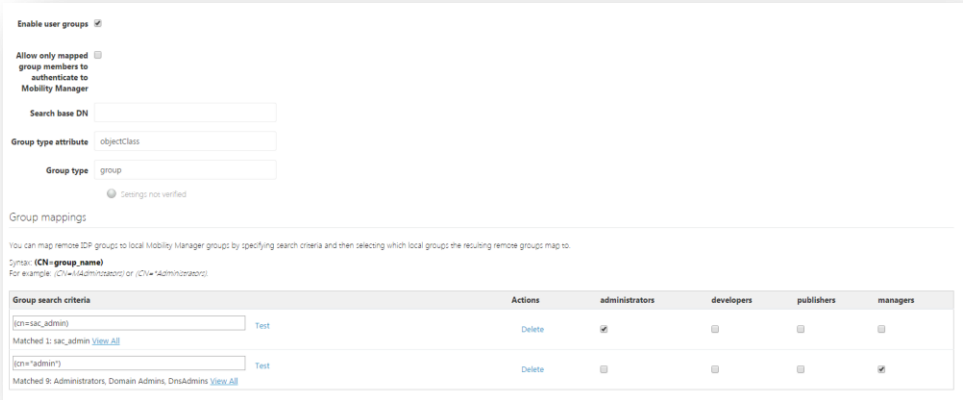 Enable user groups
Allow only mapped
group members to
authenticate to
Mobility Manager
Search base DN
Group type attribute objectClass
Group type group
Settings not verified
Group mappings
You can map remote IDP groups to local Mobility Manager groups by specifying search criteria and then selecting which local groups the resulting remote groups map to.
Syntax: (CN=group_name)
For example: (CN=MAdminstators) or (CN=*Administrators).
Group search criteria Actions administrators developers publishers managers
(cn=sac_admin) Test Delete
Matched 1: sac_admin View All
(cn="admin") Test Delete
Matched 9: Administrators, Domain Admins, DnsAdmins View All